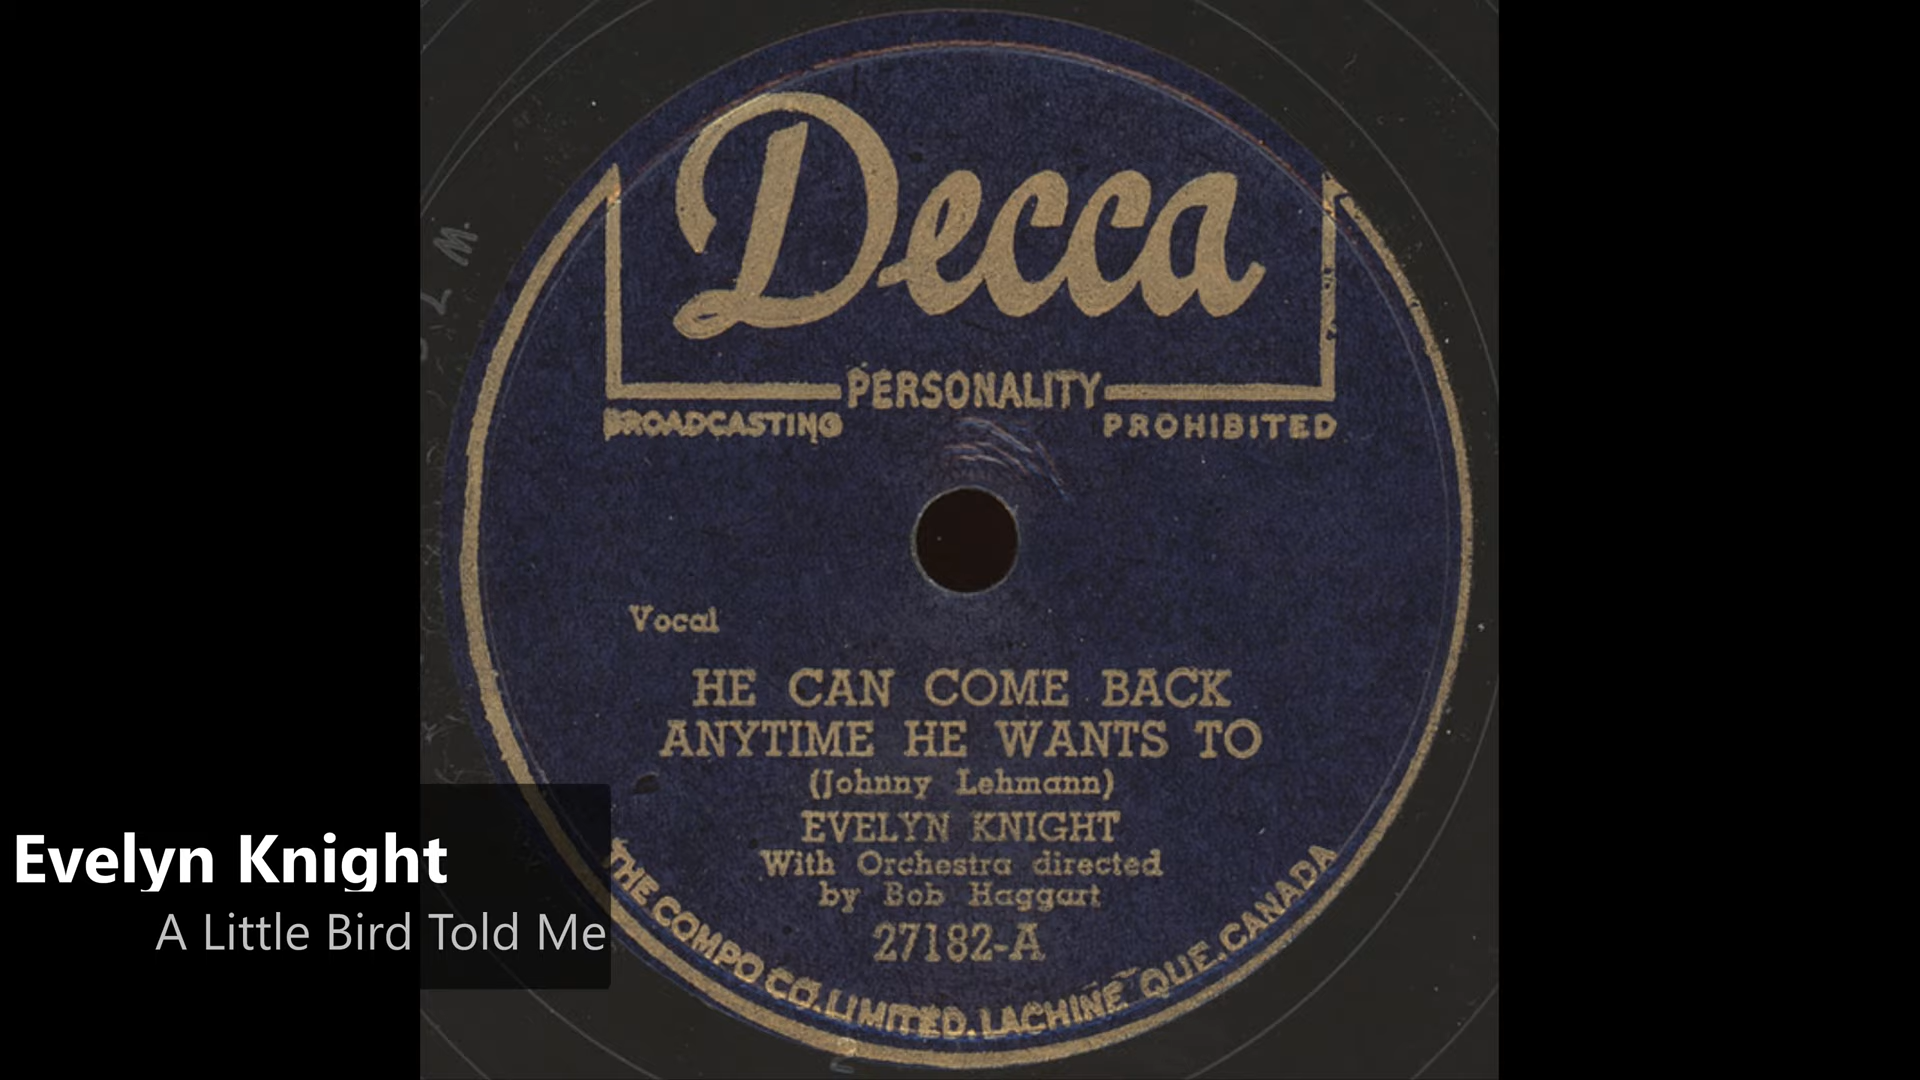 Decca
PERSONALITY
BROADCASTING PROHIBITED
Vocal
HE CAN COME BACK
ANYTIME HE WANTS TO
(Johnny Lehmann)
EVELYN KNIGHT
With Orchestra directed
by Bob Haggart
27182-A
THE COMPO CO. LIMITED, LACHINE QUE. CANADA
Evelyn Knight
A Little Bird Told Me